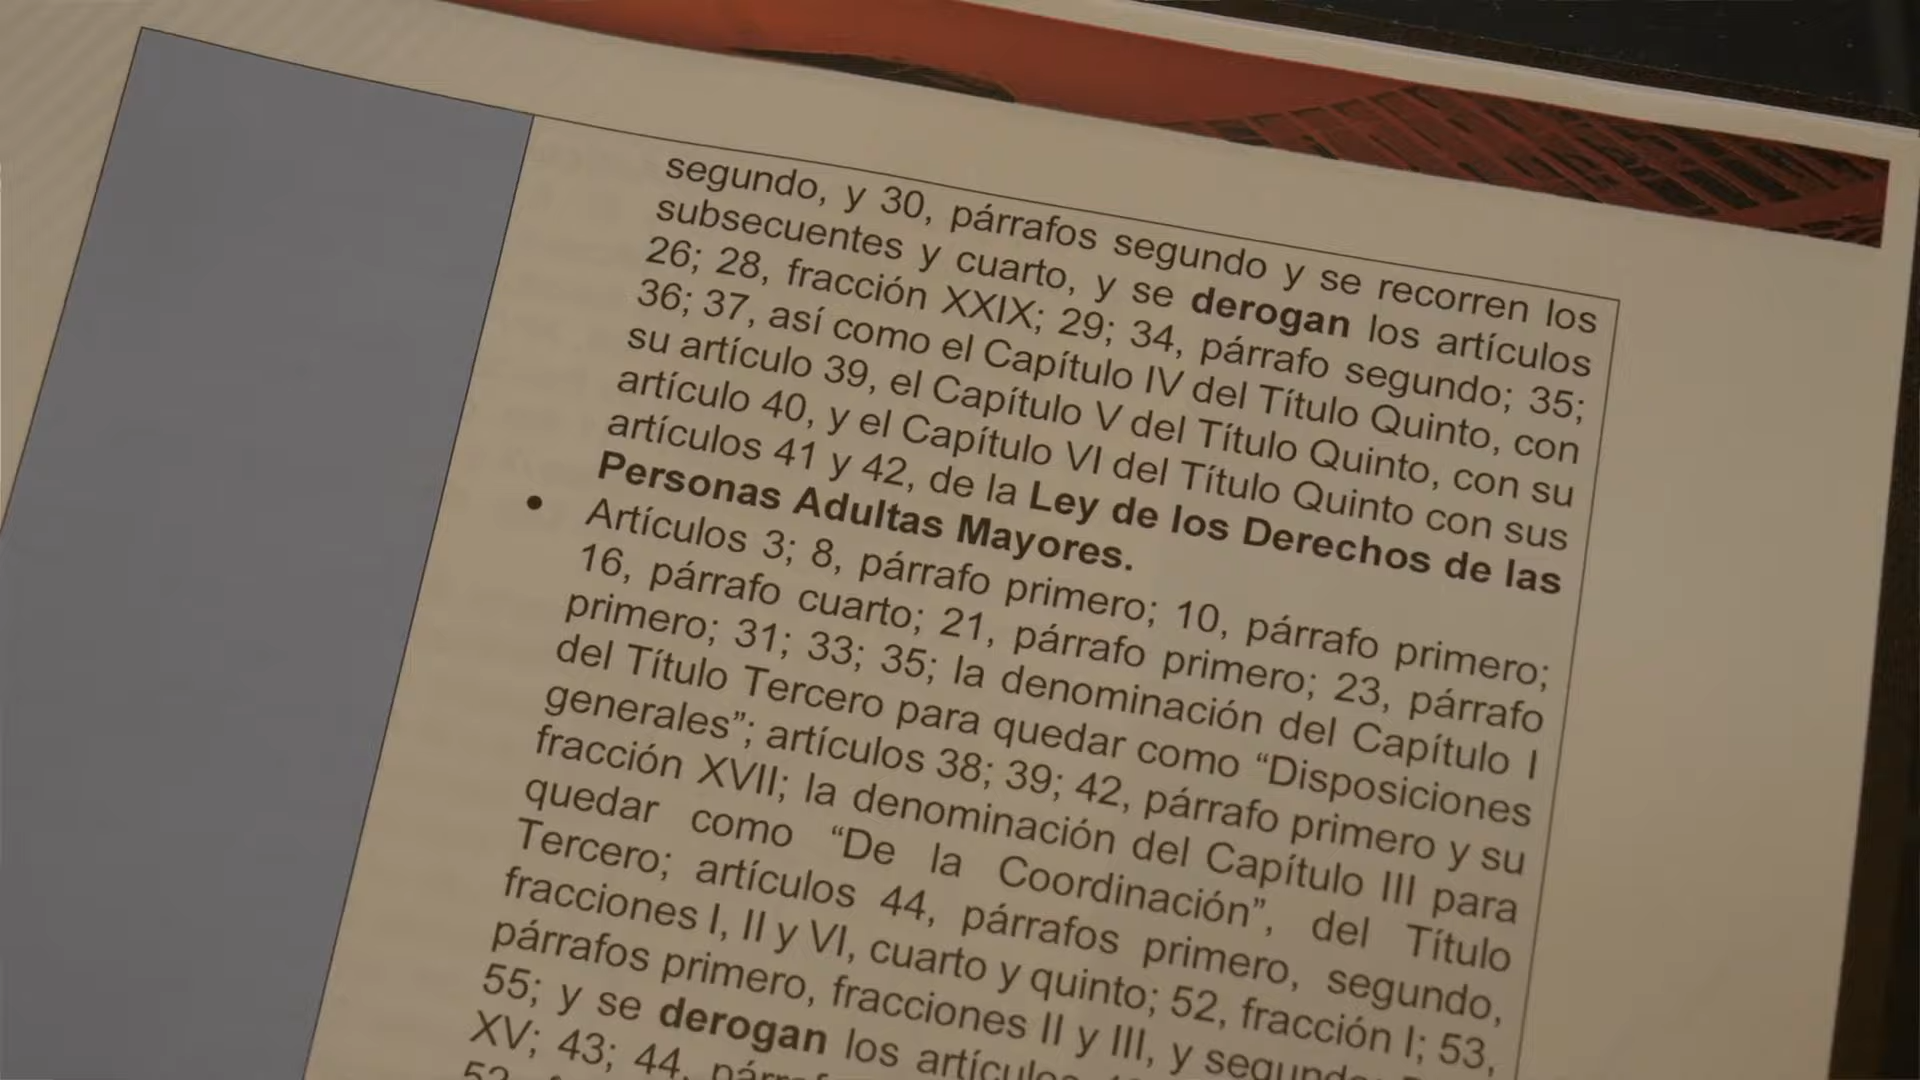 segundo, y 30, párrafos segundo y se recorren los
subsecuentes y cuarto, y se derogan los artículos
26; 28, fracción XXIX; 29; 34, párrafo segundo; 35;
36; 37, así como el Capítulo IV del Título Quinto, con
su artículo 39, el Capítulo V del Título Quinto, con su
artículo 40, y el Capítulo VI del Título Quinto con sus
artículos 41 y 42, de la Ley de los Derechos de las
Personas Adultas Mayores.
• Artículos 3; 8, párrafo primero; 10, párrafo primero;
16, párrafo cuarto; 21, párrafo primero; 23, párrafo
primero; 31; 33; 35; la denominación del Capítulo I
del Título Tercero para quedar como “Disposiciones
generales”; artículos 38; 39; 42, párrafo primero y su
fracción XVII; la denominación del Capítulo III para
quedar como “De la Coordinación”, del Título
Tercero; artículos 44, párrafos primero, segundo,
fracciones I, II y VI, cuarto y quinto; 52, fracción I; 53,
párrafos primero, fracciones II y III, y segundo;
55; y se derogan los artículos
XV; 43; 44,